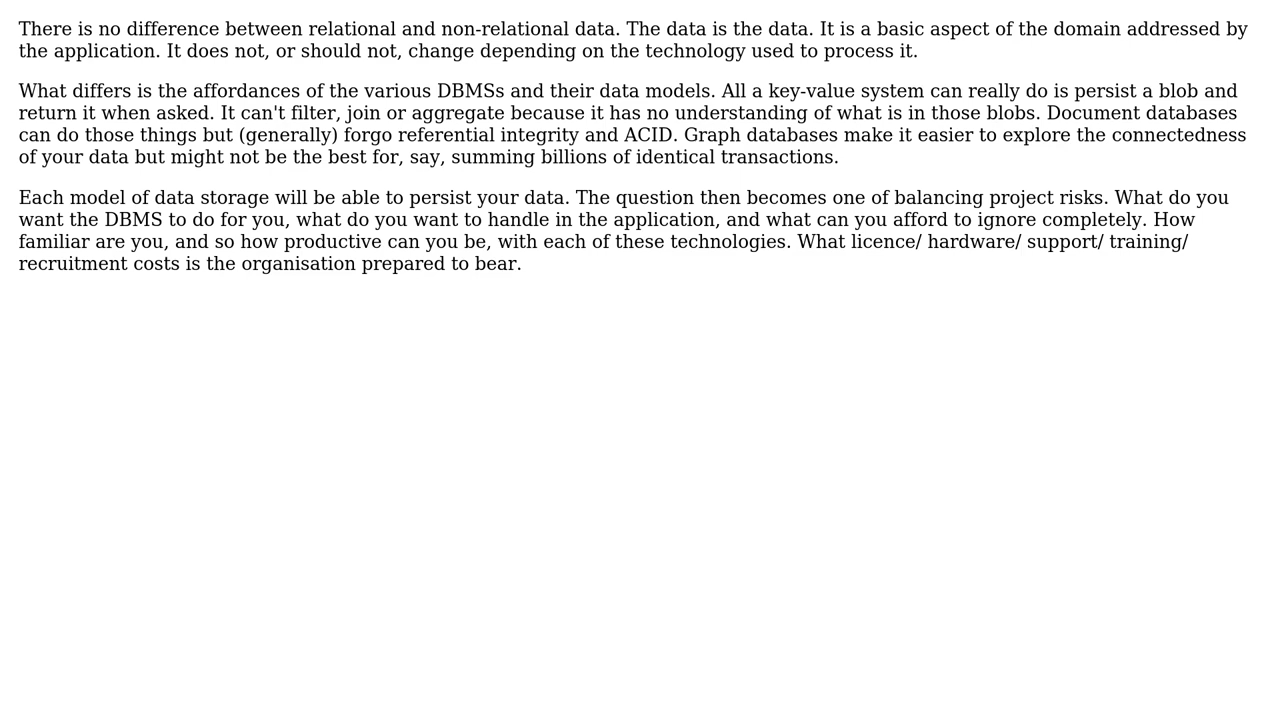 There is no difference between relational and non-relational data. The data is the data. It is a basic aspect of the domain addressed by
the application. It does not, or should not, change depending on the technology used to process it.
What differs is the affordances of the various DBMSs and their data models. All a key-value system can really do is persist a blob and
return it when asked. It can't filter, join or aggregate because it has no understanding of what is in those blobs. Document databases
can do those things but (generally) forgo referential integrity and ACID. Graph databases make it easier to explore the connectedness
of your data but might not be the best for, say, summing billions of identical transactions.
Each model of data storage will be able to persist your data. The question then becomes one of balancing project risks. What do you
want the DBMS to do for you, what do you want to handle in the application, and what can you afford to ignore completely. How
familiar are you, and so how productive can you be, with each of these technologies. What licence/ hardware/ support/ training/
recruitment costs is the organisation prepared to bear.